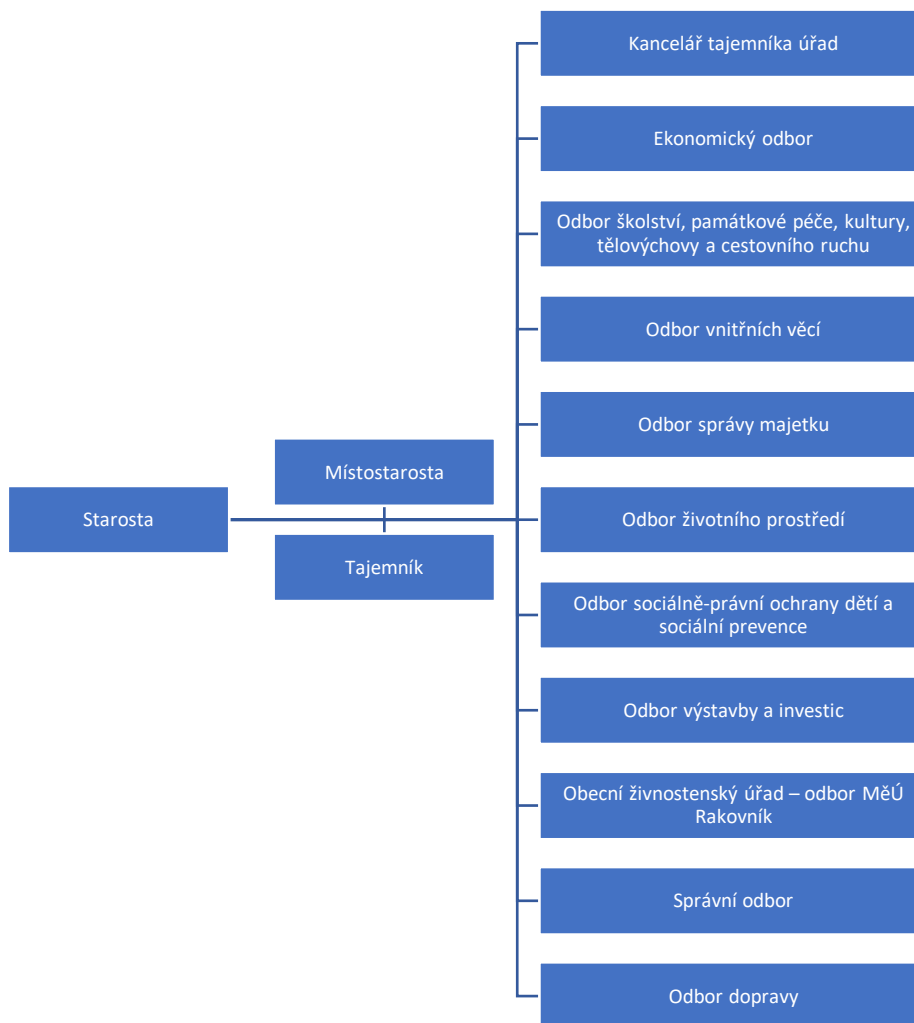 Starosta
Místostarosta
Tajemník
Kancelář tajemníka úřad
Ekonomický odbor
Odbor školství, památkové péče, kultury,
tělovýchovy a cestovního ruchu
Odbor vnitřních věcí
Odbor správy majetku
Odbor životního prostředí
Odbor sociálně-právní ochrany dětí a
sociální prevence
Odbor výstavby a investic
Obecní živnostenský úřad – odbor MěÚ
Rakovník
Správní odbor
Odbor dopravy